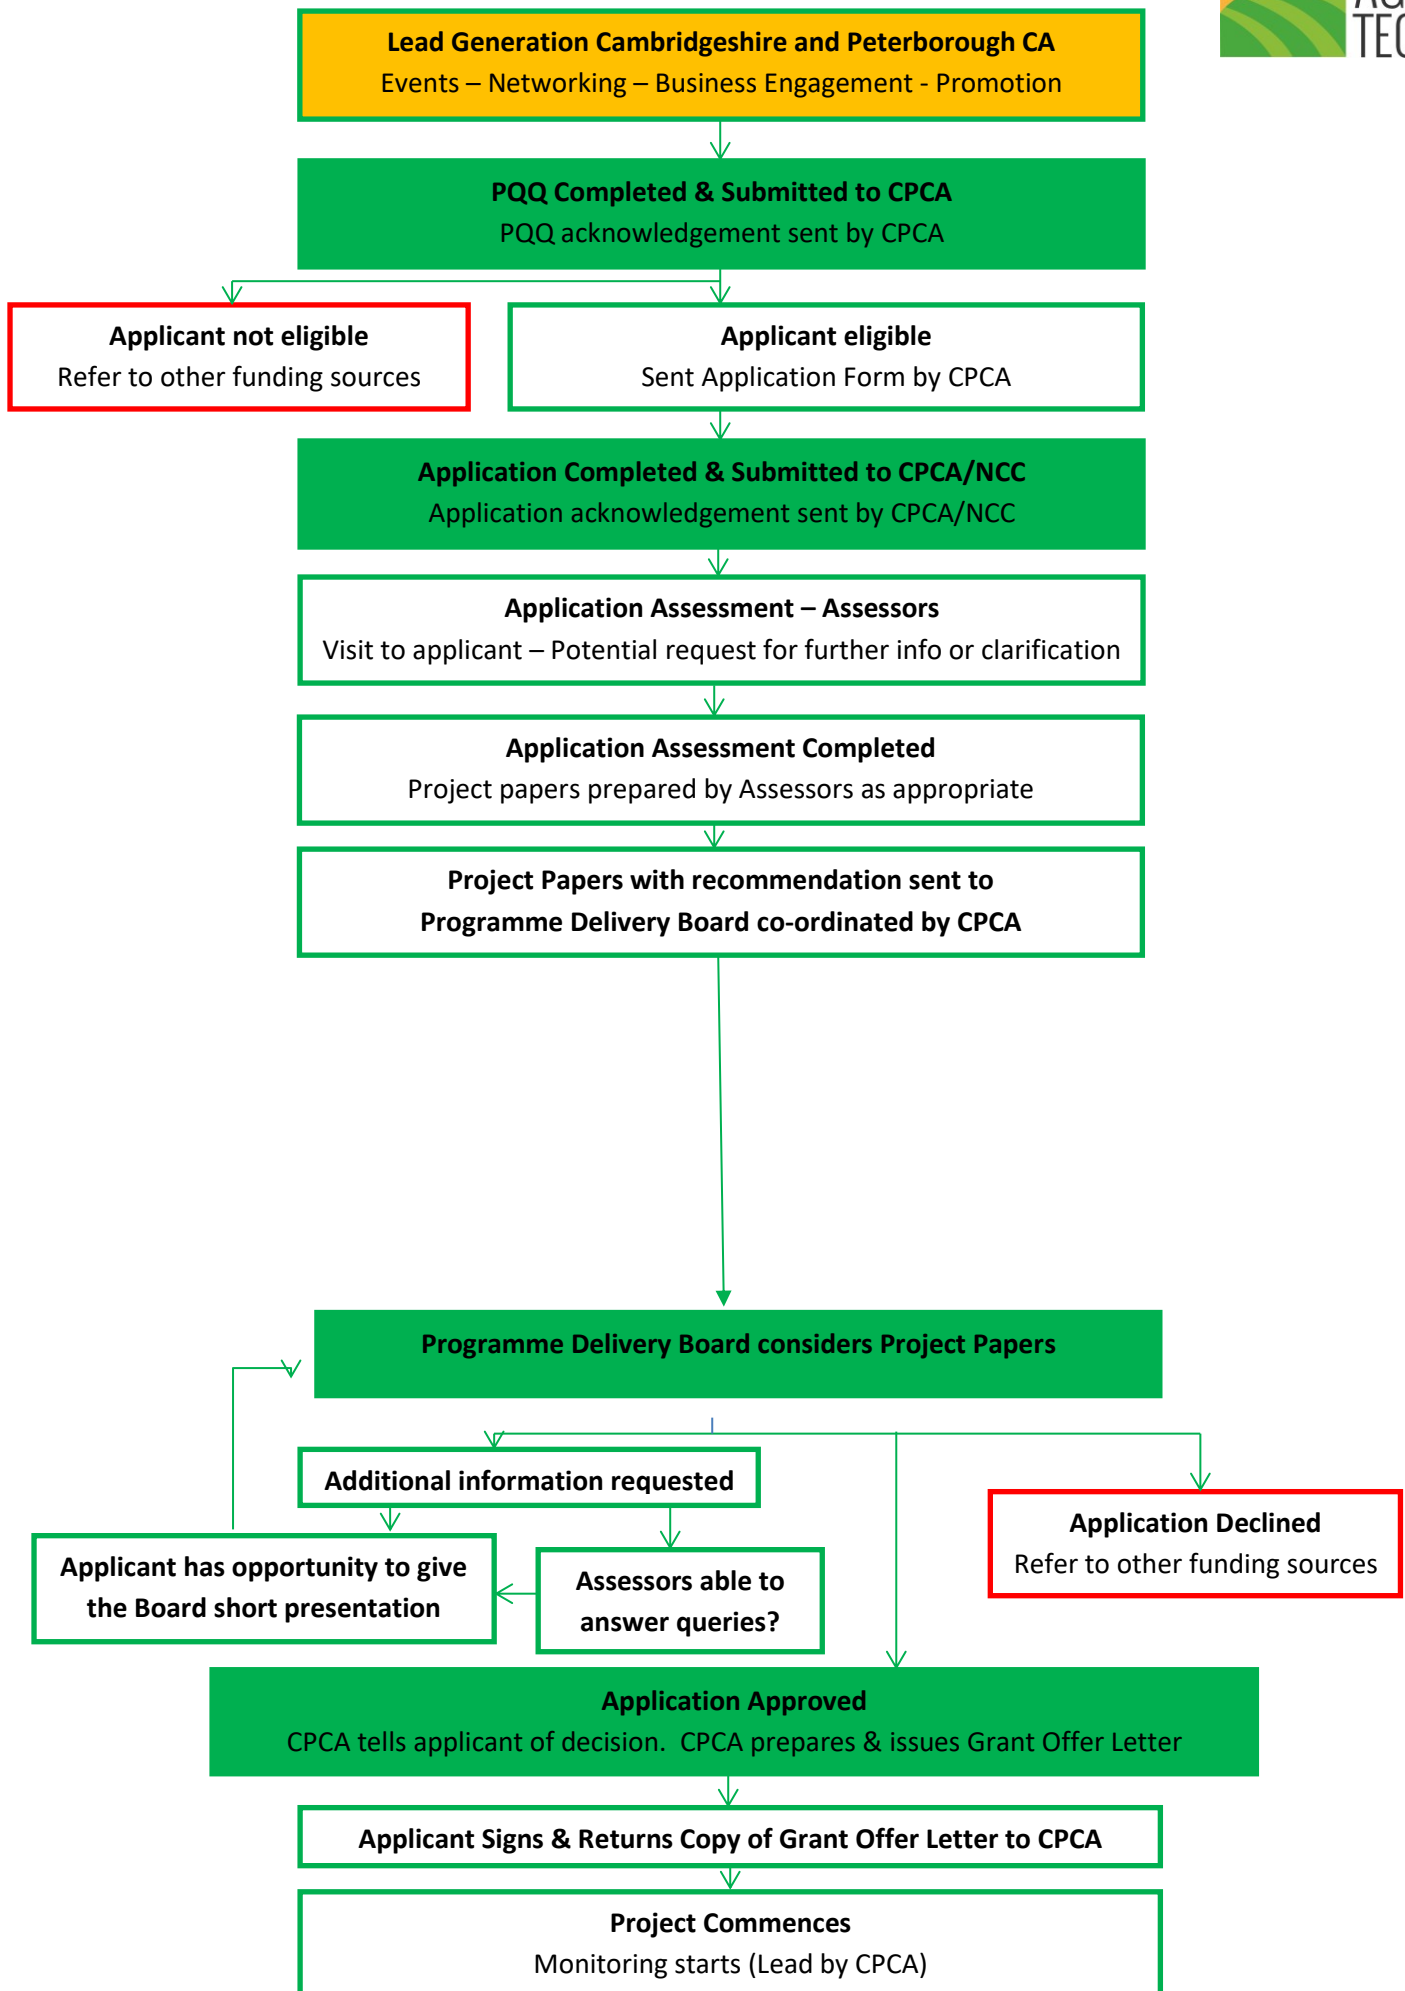 Lead Generation Cambridgeshire and Peterborough CA
Events – Networking – Business Engagement - Promotion
PQQ Completed & Submitted to CPCA
PQQ acknowledgement sent by CPCA
Applicant not eligible
Refer to other funding sources
Applicant eligible
Sent Application Form by CPCA
Application Completed & Submitted to CPCA/NCC
Application acknowledgement sent by CPCA/NCC
Application Assessment – Assessors
Visit to applicant – Potential request for further info or clarification
Application Assessment Completed
Project papers prepared by Assessors as appropriate
Project Papers with recommendation sent to
Programme Delivery Board co-ordinated by CPCA
Programme Delivery Board considers Project Papers
Additional information requested
Applicant has opportunity to give
the Board short presentation
Assessors able to
answer queries?
Application Declined
Refer to other funding sources
Application Approved
CPCA tells applicant of decision.  CPCA prepares & issues Grant Offer Letter
Applicant Signs & Returns Copy of Grant Offer Letter to CPCA
Project Commences
Monitoring starts (Lead by CPCA)